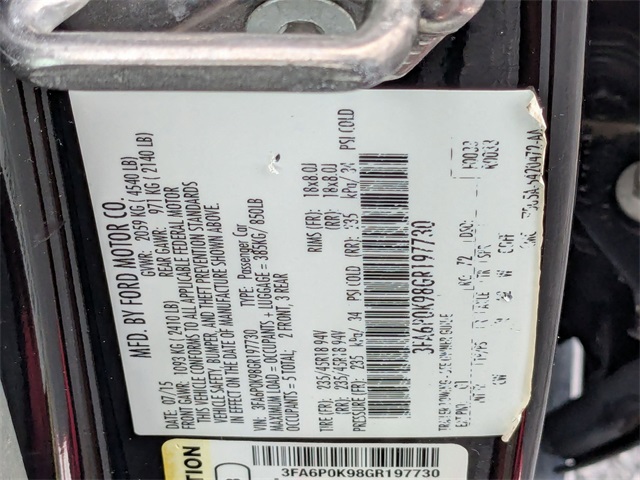 MFD. BY FORD MOTOR CO.
07/15 GVWR: 2059 KG ( 4540 LB)
FRONT GAWR: 1093 KG ( 2410 LB) REAR GAWR: 971 KG ( 2140 LB)
THIS VEHICLE CONFORMS TO ALL APPLICABLE FEDERAL MOTOR
VEHICLE SAFETY, BUMPER, AND THEFT PREVENTION STANDARDS
IN EFFECT ON THE DATE OF MANUFACTURE SHOWN ABOVE.
VIN: 3FA6P0K98GR197730 TYPE: Passenger Car
MAXIMUM LOAD = OCCUPANTS + LUGGAGE = 385KG/ 850LB
OCCUPANTS = 5 TOTAL; 2 FRONT 3 REAR
TIRE (FR): 235/45R18 94V RIMS (FR): 18x8.0J
(RR): 235/45R18 94V (RR): 18x8.0J
(FR): 235 kPa/ 34 PSI COLD (RR): 235 kPa/ 34 PSI COLD
3FA6P0K98GR197730
72
3FA6P0K98GR197730